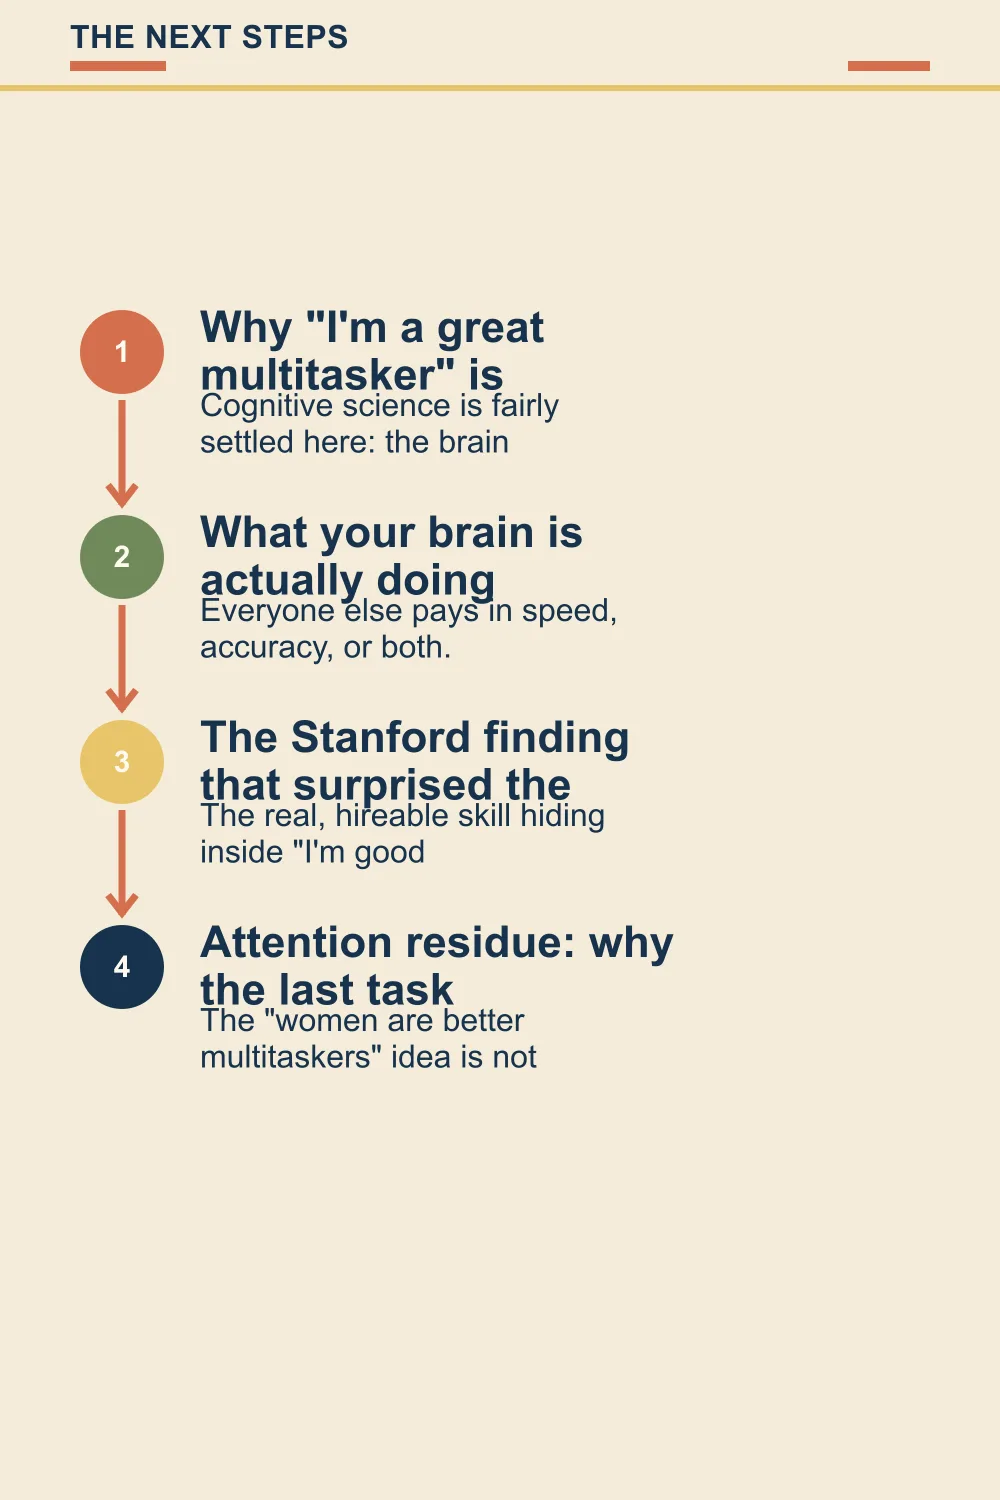 THE NEXT STEPS
1
Why "I'm a great
multitasker" is
Cognitive science is fairly
settled here: the brain
2
What your brain is
actually doing
Everyone else pays in speed,
accuracy, or both.
3
The Stanford finding
that surprised the
The real, hireable skill hiding
inside "I'm good
4
Attention residue: why
the last task
The "women are better
multitaskers" idea is not